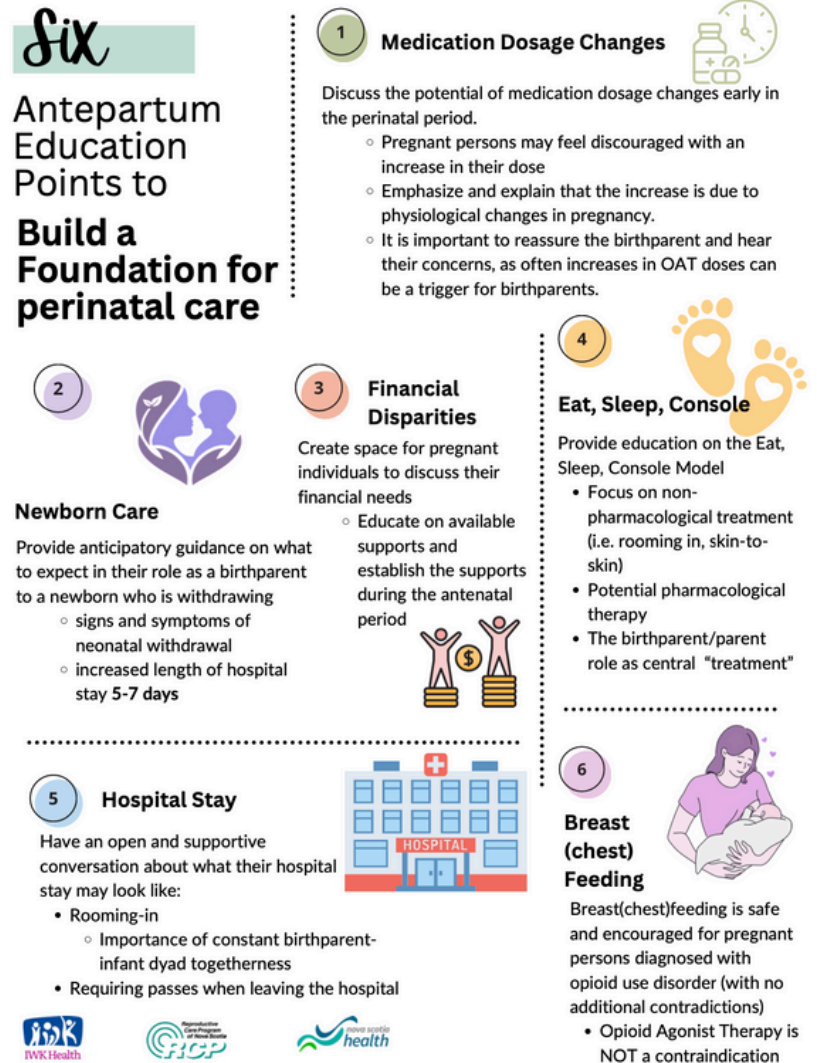 Six
Antepartum
Education
Points to
Build a
Foundation for
perinatal care
1
Medication Dosage Changes
Discuss the potential of medication dosage changes early in
the perinatal period.
Pregnant persons may feel discouraged with an
increase in their dose
Emphasize and explain that the increase is due to
physiological changes in pregnancy.
It is important to reassure the birthparent and hear
their concerns, as often increases in OAT doses can
be a trigger for birthparents.
2
Newborn Care
Provide anticipatory guidance on what
to expect in their role as a birthparent
to a newborn who is withdrawing
signs and symptoms of
neonatal withdrawal
increased length of hospital
stay 5-7 days
3
Financial
Disparities
Create space for pregnant
individuals to discuss their
financial needs
Educate on available
supports and
establish the supports
during the antenatal
period
$
4
Eat, Sleep, Console
Provide education on the Eat,
Sleep, Console Model
Focus on non-
pharmacological treatment
(i.e. rooming in, skin-to-
skin)
Potential pharmacological
therapy
The birthparent/parent
role as central "treatment"
5
Hospital Stay
Have an open and supportive
conversation about what their hospital
stay may look like:
Rooming-in
Importance of constant birthparent-
infant dyad togetherness
Requiring passes when leaving the hospital
HOSPITAL
6
Breast
(chest)
Feeding
Breast(chest)feeding is safe
and encouraged for pregnant
persons diagnosed with
opioid use disorder (with no
additional contradictions)
Opioid Agonist Therapy is
NOT a contraindication
IWK Health
Reproductive
Care Program
of Nova Scotia
RCP
nova scotia
health